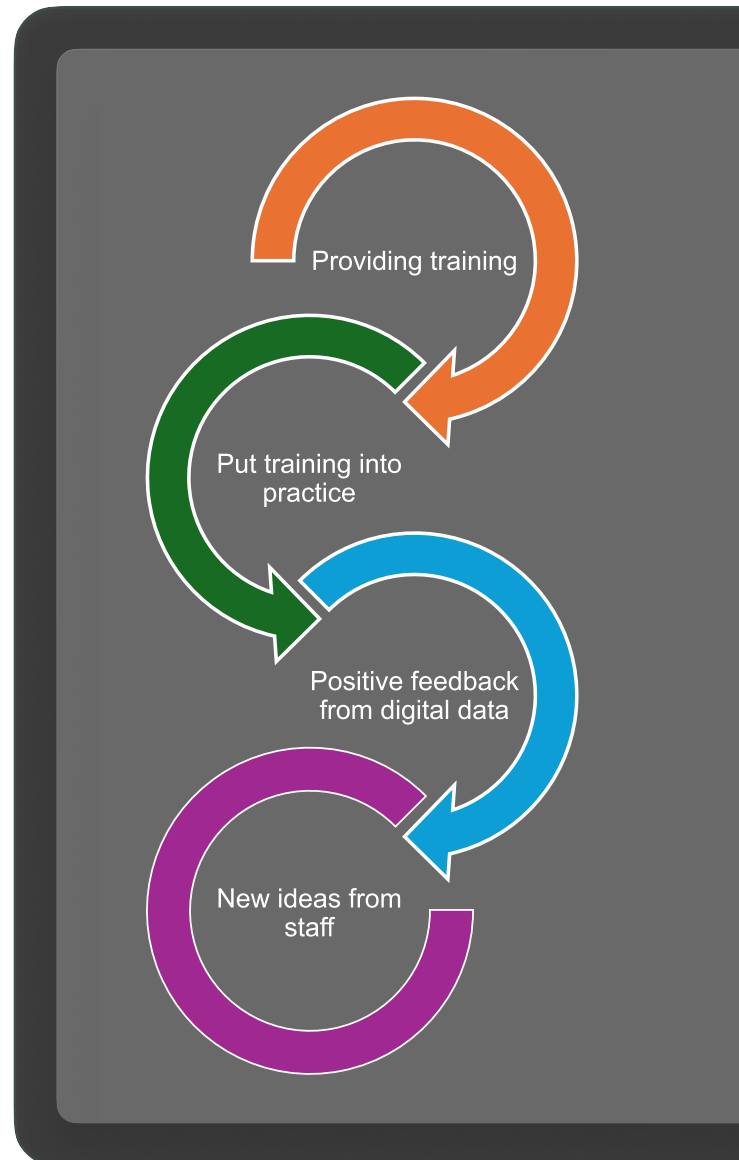 Providing training
Put training into
practice
Positive feedback
from digital data
New ideas from
staff